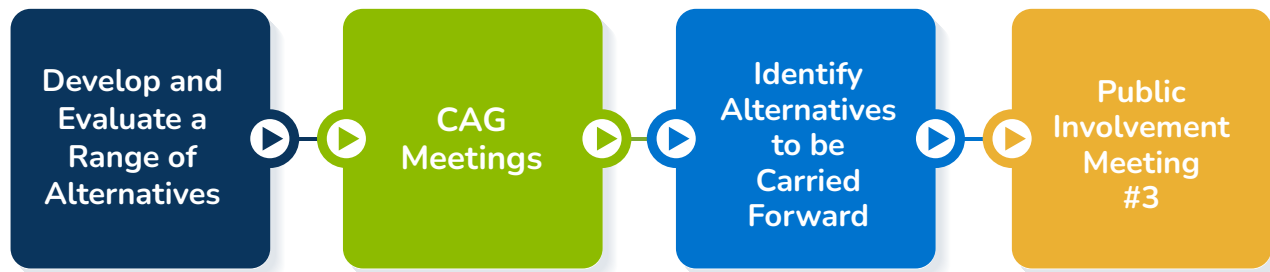 Develop and
Evaluate a
Range of
Alternatives
CAG
Meetings
Identify
Alternatives
to be
Carried
Forward
Public
Involvement
Meeting
#3